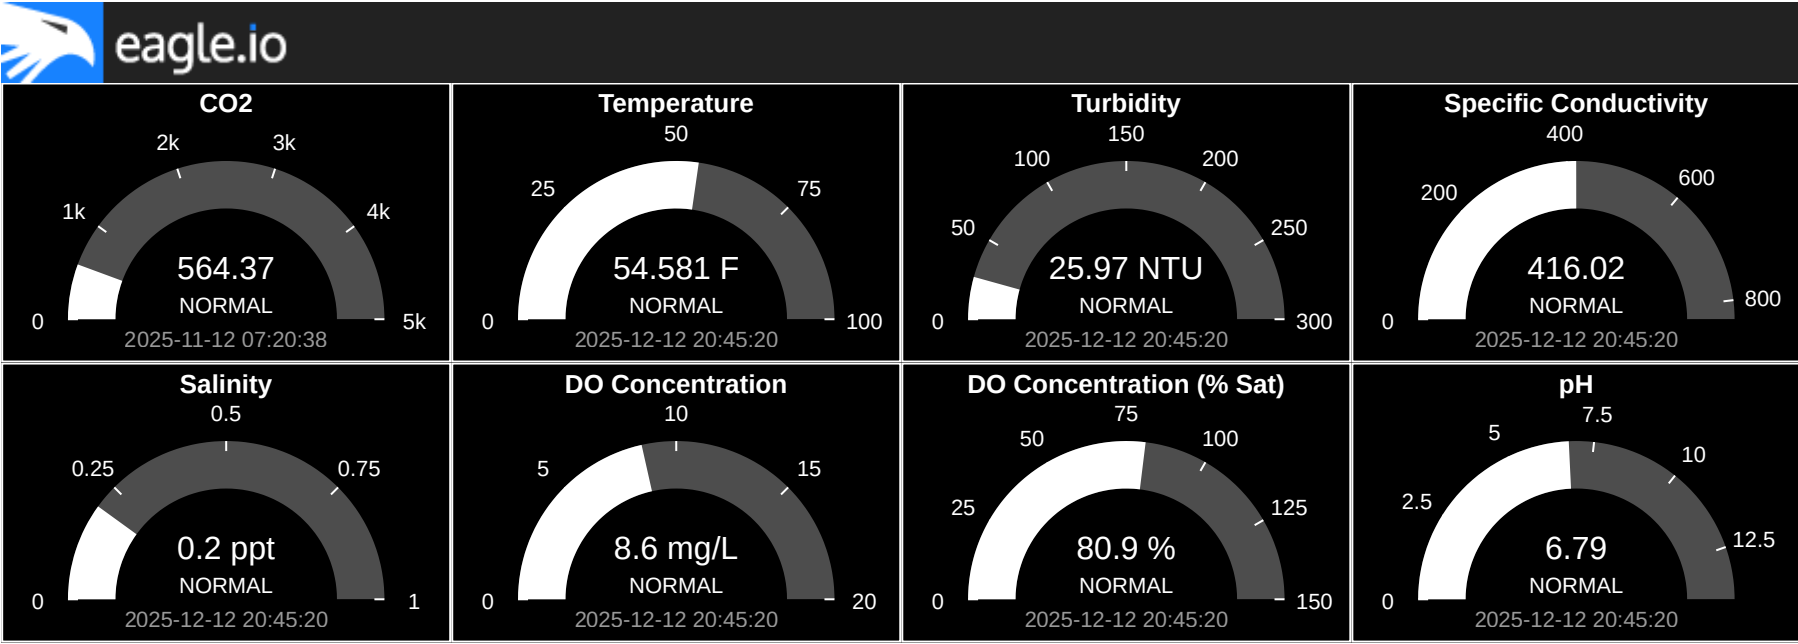 eagle.io
CO2
0
1k
2k
3k
4k
5k
564.37
NORMAL
2025-11-12 07:20:38
Temperature
0
25
50
75
100
54.581 F
NORMAL
2025-12-12 20:45:20
Turbidity
0
50
100
150
200
250
300
25.97 NTU
NORMAL
2025-12-12 20:45:20
Specific Conductivity
0
200
400
600
800
416.02
NORMAL
2025-12-12 20:45:20
Salinity
0
0.25
0.5
0.75
1
0.2 ppt
NORMAL
2025-12-12 20:45:20
DO Concentration
0
5
10
15
20
8.6 mg/L
NORMAL
2025-12-12 20:45:20
DO Concentration (% Sat)
0
25
50
75
100
125
150
80.9 %
NORMAL
2025-12-12 20:45:20
pH
0
2.5
5
7.5
10
12.5
6.79
NORMAL
2025-12-12 20:45:20